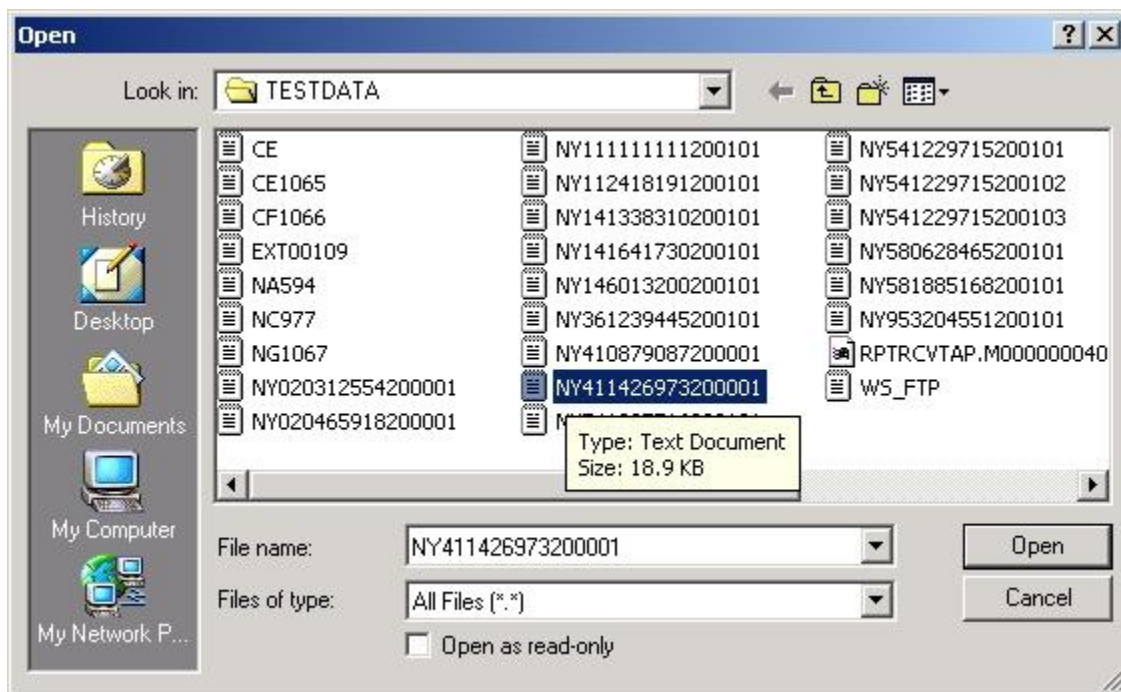 Open
Look in:
TESTDATA
History
Desktop
My Documents
My Computer
My Network P...
CE
CE1065
CF1066
EXT00109
NA594
NC977
NG1067
NY020312554200001
NY020465918200001
NY111111111200101
NY112418191200101
NY141338310200101
NY141641730200101
NY146013200200101
NY361239445200101
NY410879087200001
NY411426973200001
NY541229715200101
NY541229715200102
NY541229715200103
NY580628465200101
NY581885168200101
NY953204551200101
RPTRCVTAP.M000000040
WS_FTP
Type: Text Document
Size: 18.9 KB
File name:
NY411426973200001
Open
Files of type:
All Files (*.*)
Cancel
Open as read-only